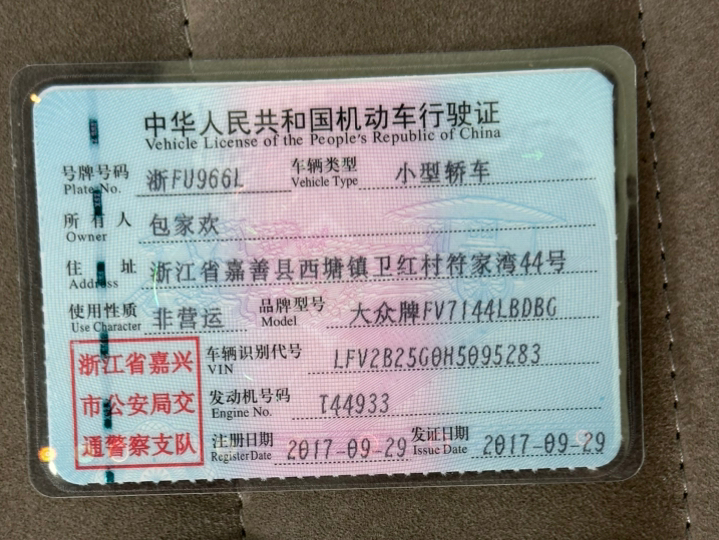 中华人民共和国机动车行驶证
Vehicle License of the People's Republic of China
号牌号码 浙FU966L 车辆类型 小型轿车
Plate No. Vehicle Type
所有人 包家欢
Owner
住址 浙江省嘉善县西塘镇卫红村符家湾44号
Address
使用性质 非营运 品牌型号 大众牌FV7144LBDBG
Use Character Model
浙江省嘉兴 车辆识别代号 LFV2B25G0H5095283
VIN
市公安局交 发动机号码 T44933
Engine No.
通警察支队 注册日期 2017-09-29 发证日期 2017-09-29
Register Date Issue Date